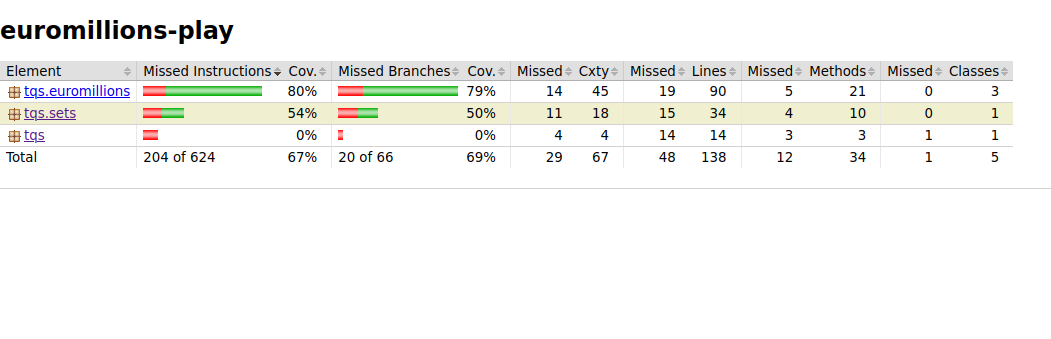 euromillions-play
Element Missed Instructions Cov. Missed Branches Cov. Missed Cxty Missed Lines Missed Methods Missed Classes
tqs.euromillions 80% 79% 14 45 19 90 5 21 0 3
tqs.sets 54% 50% 11 18 15 34 4 10 0 1
tqs 0% 0% 4 4 14 14 3 3 1 1
Total 204 of 624 67% 20 of 66 69% 29 67 48 138 12 34 1 5